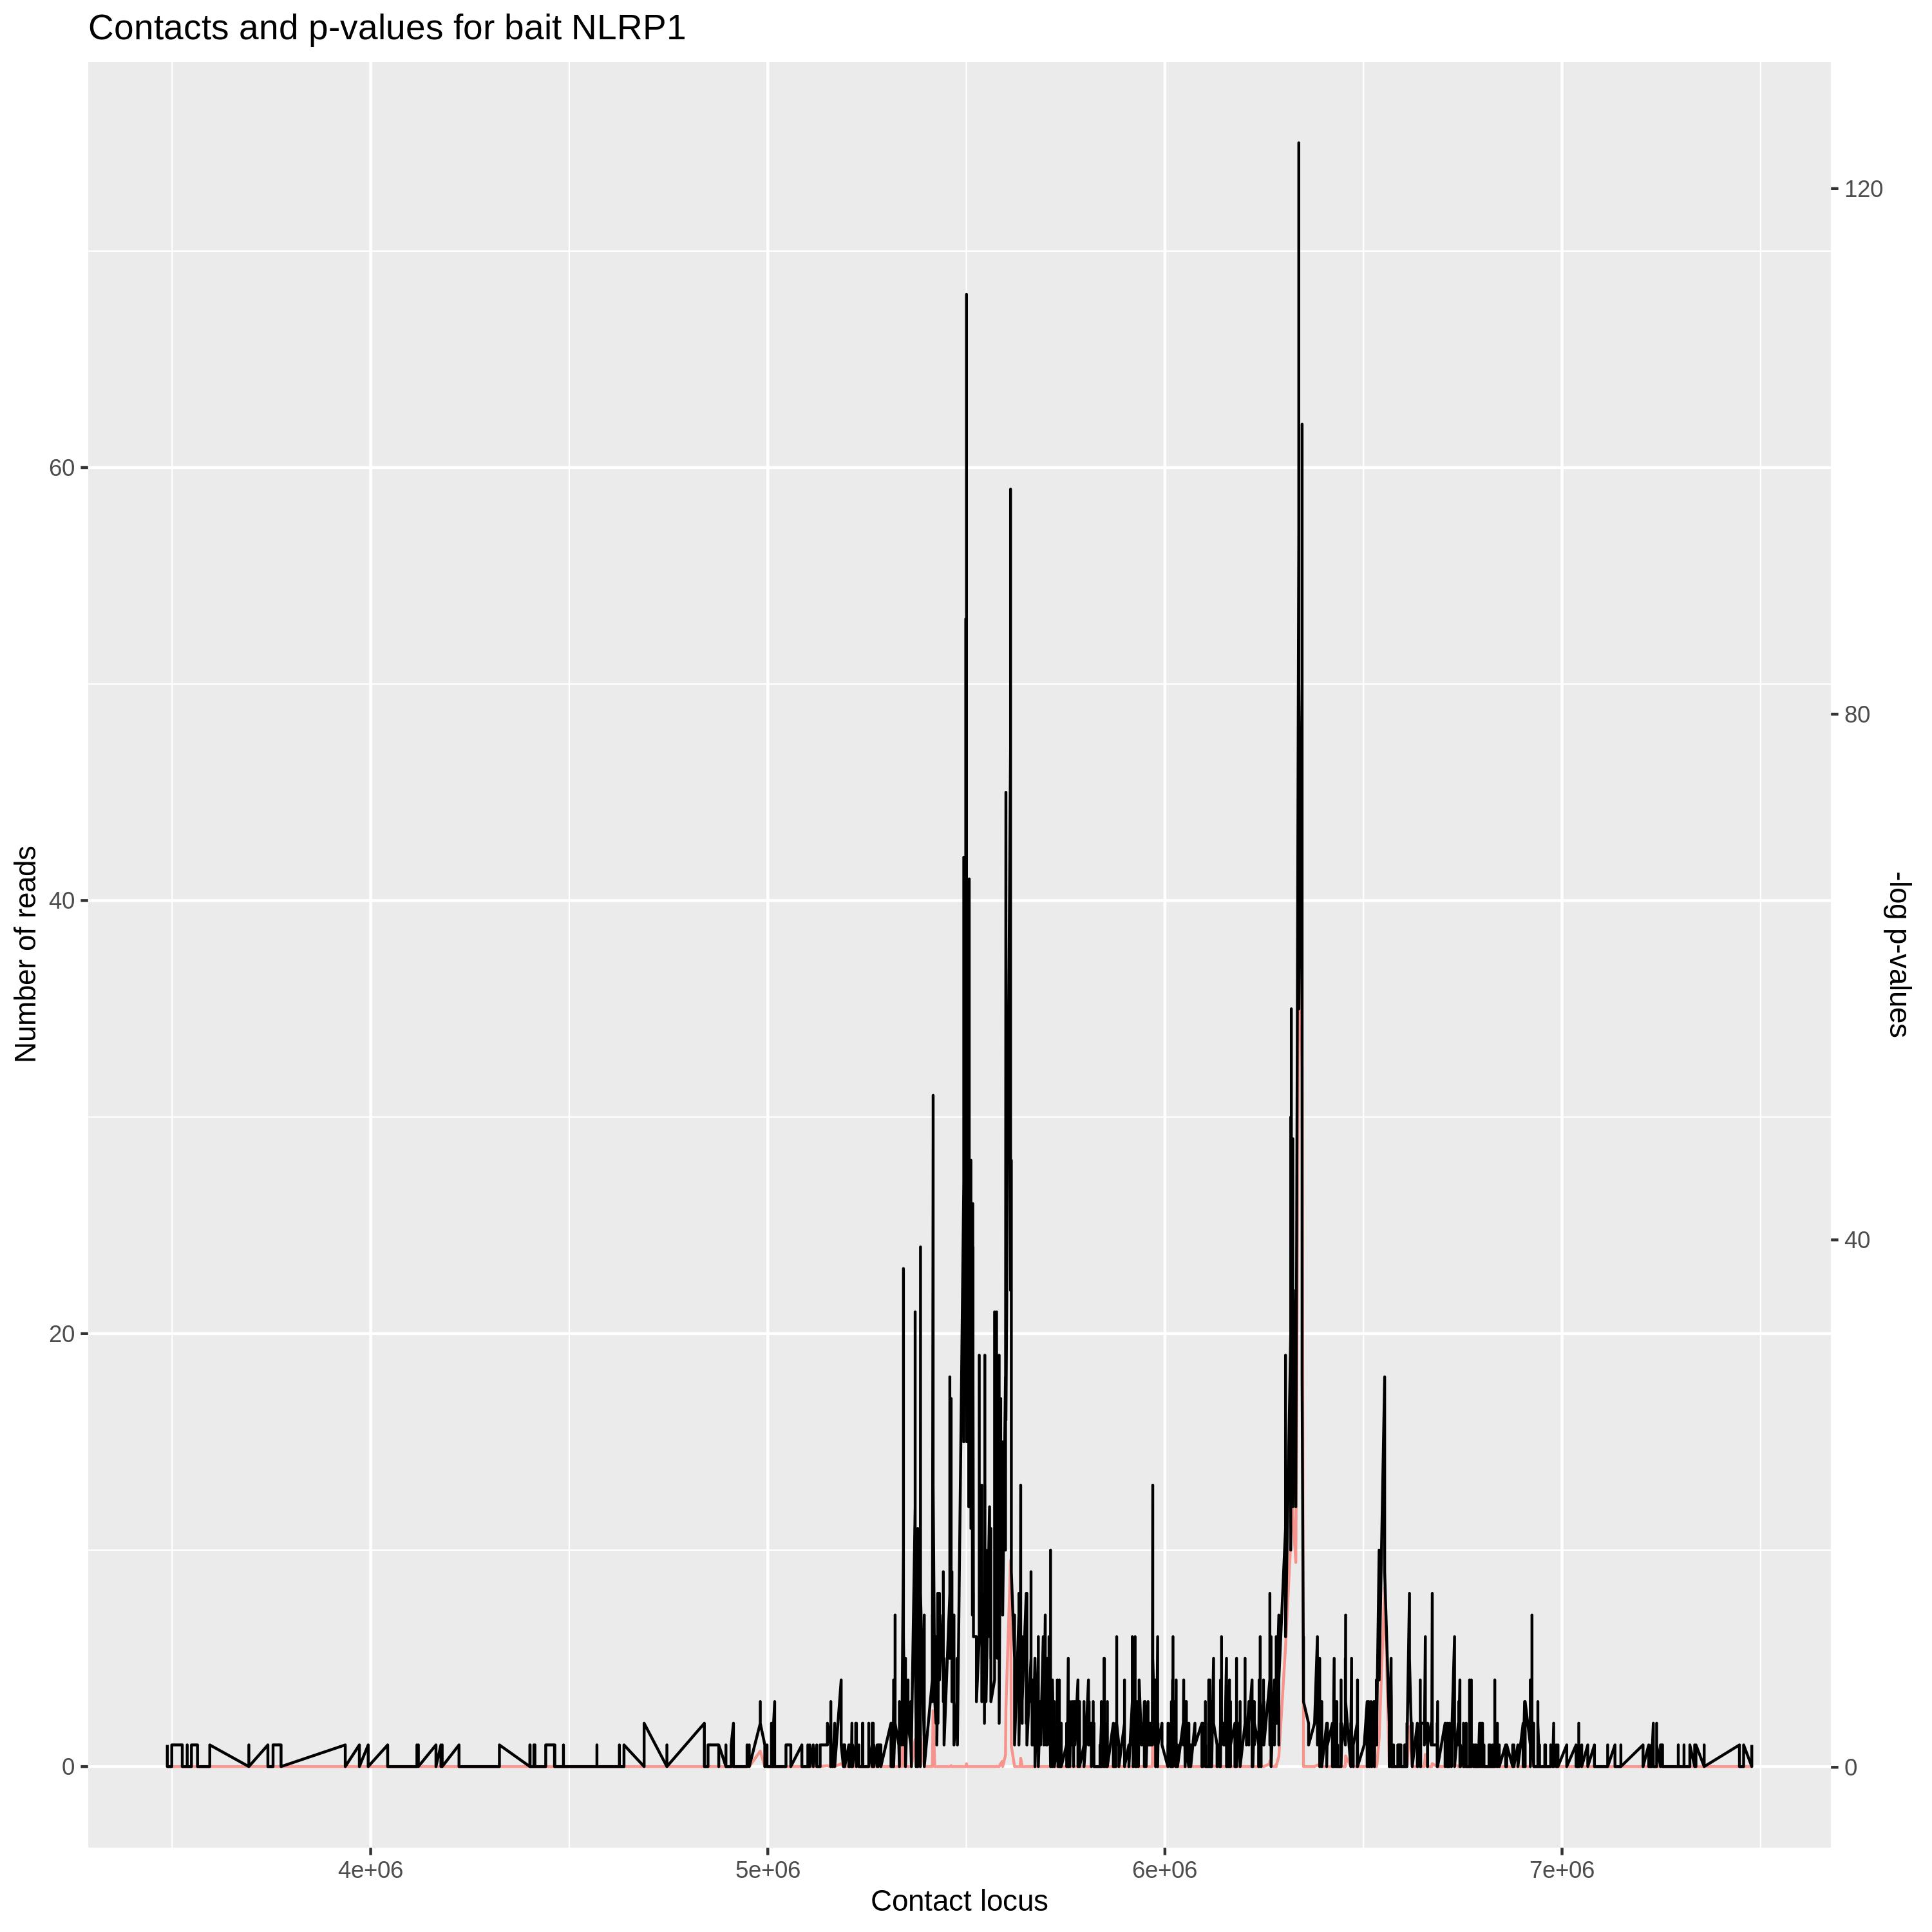 Contacts and p-values for bait NLRP1
Number of reads
60
40
20
0
120
80
40
0
-log p-values
4e+06
5e+06
6e+06
7e+06
Contact locus